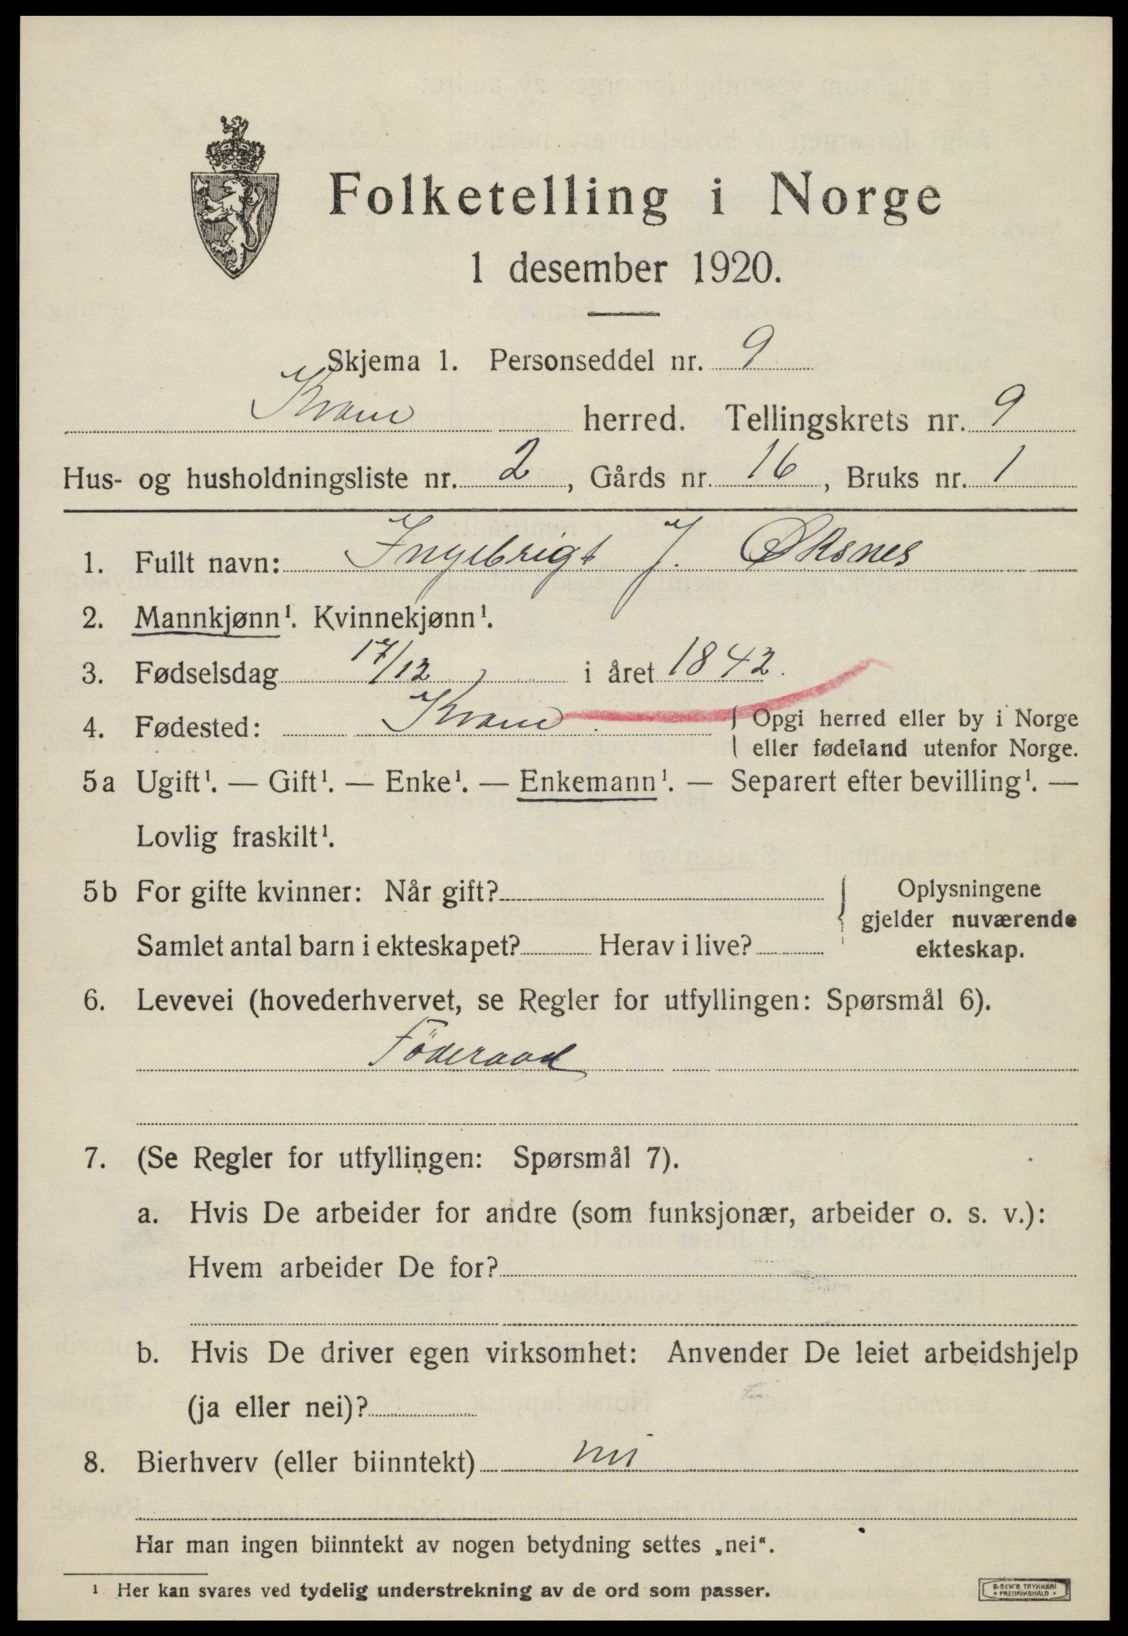 Folketelling i Norge
1 desember 1920.
Skjema 1. Personseddel nr. 9
Kvam herred. Tellingskrets nr. 9
Hus- og husholdningsliste nr. 2, Gårds nr. 16, Bruks nr. 1
1. Fullt navn: Ingebrigt J. Øksnes
2. Mannkjønn¹. Kvinnekjønn¹.
3. Fødselsdag 17/12 i året 1842.
4. Fødested: Kvam { Opgi herred eller by i Norge
eller fødeland utenfor Norge.
5a Ugift¹. — Gift¹. — Enke¹. — Enkemann¹. — Separert efter bevilling¹. —
Lovlig fraskilt¹.
5b For gifte kvinner: Når gift?
Samlet antal barn i ekteskapet? Herav i live?
Oplysningene
gjelder nuværende
ekteskap.
6. Levevei (hovederhvervet, se Regler for utfyllingen: Spørsmål 6).
Föderaad
7. (Se Regler for utfyllingen: Spørsmål 7).
a. Hvis De arbeider for andre (som funksjonær, arbeider o. s. v.):
Hvem arbeider De for?
b. Hvis De driver egen virksomhet: Anvender De leiet arbeidshjelp
(ja eller nei)?
8. Bierhverv (eller biinntekt) nei
Har man ingen biinntekt av nogen betydning settes „nei“.
¹ Her kan svares ved tydelig understrekning av de ord som passer.